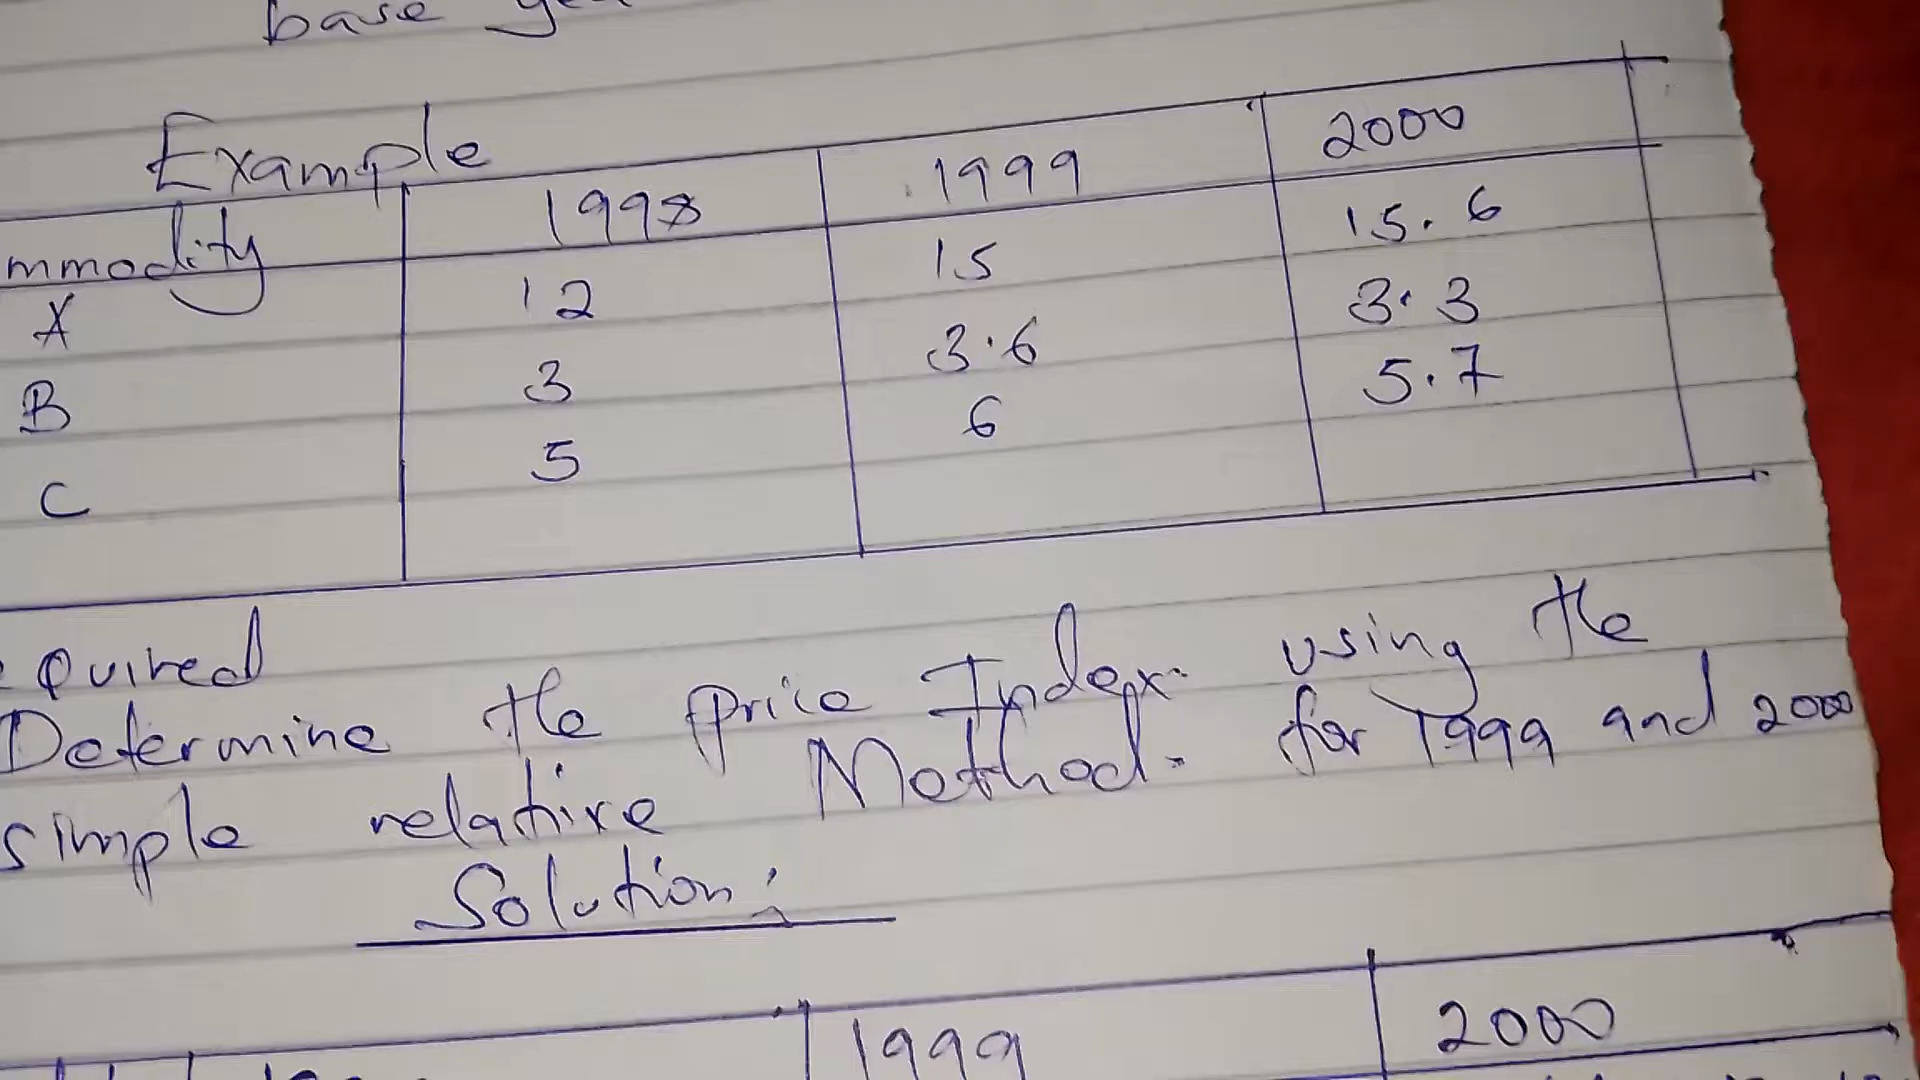 base
Example
mmodity 1998 1999 2000
A 12 15 15.6
B 3 3.6 3.3
C 5 6 5.7
equired
Determine the price Index using the
simple relative Method. for 1999 and 2000
Solution:
1999 2000